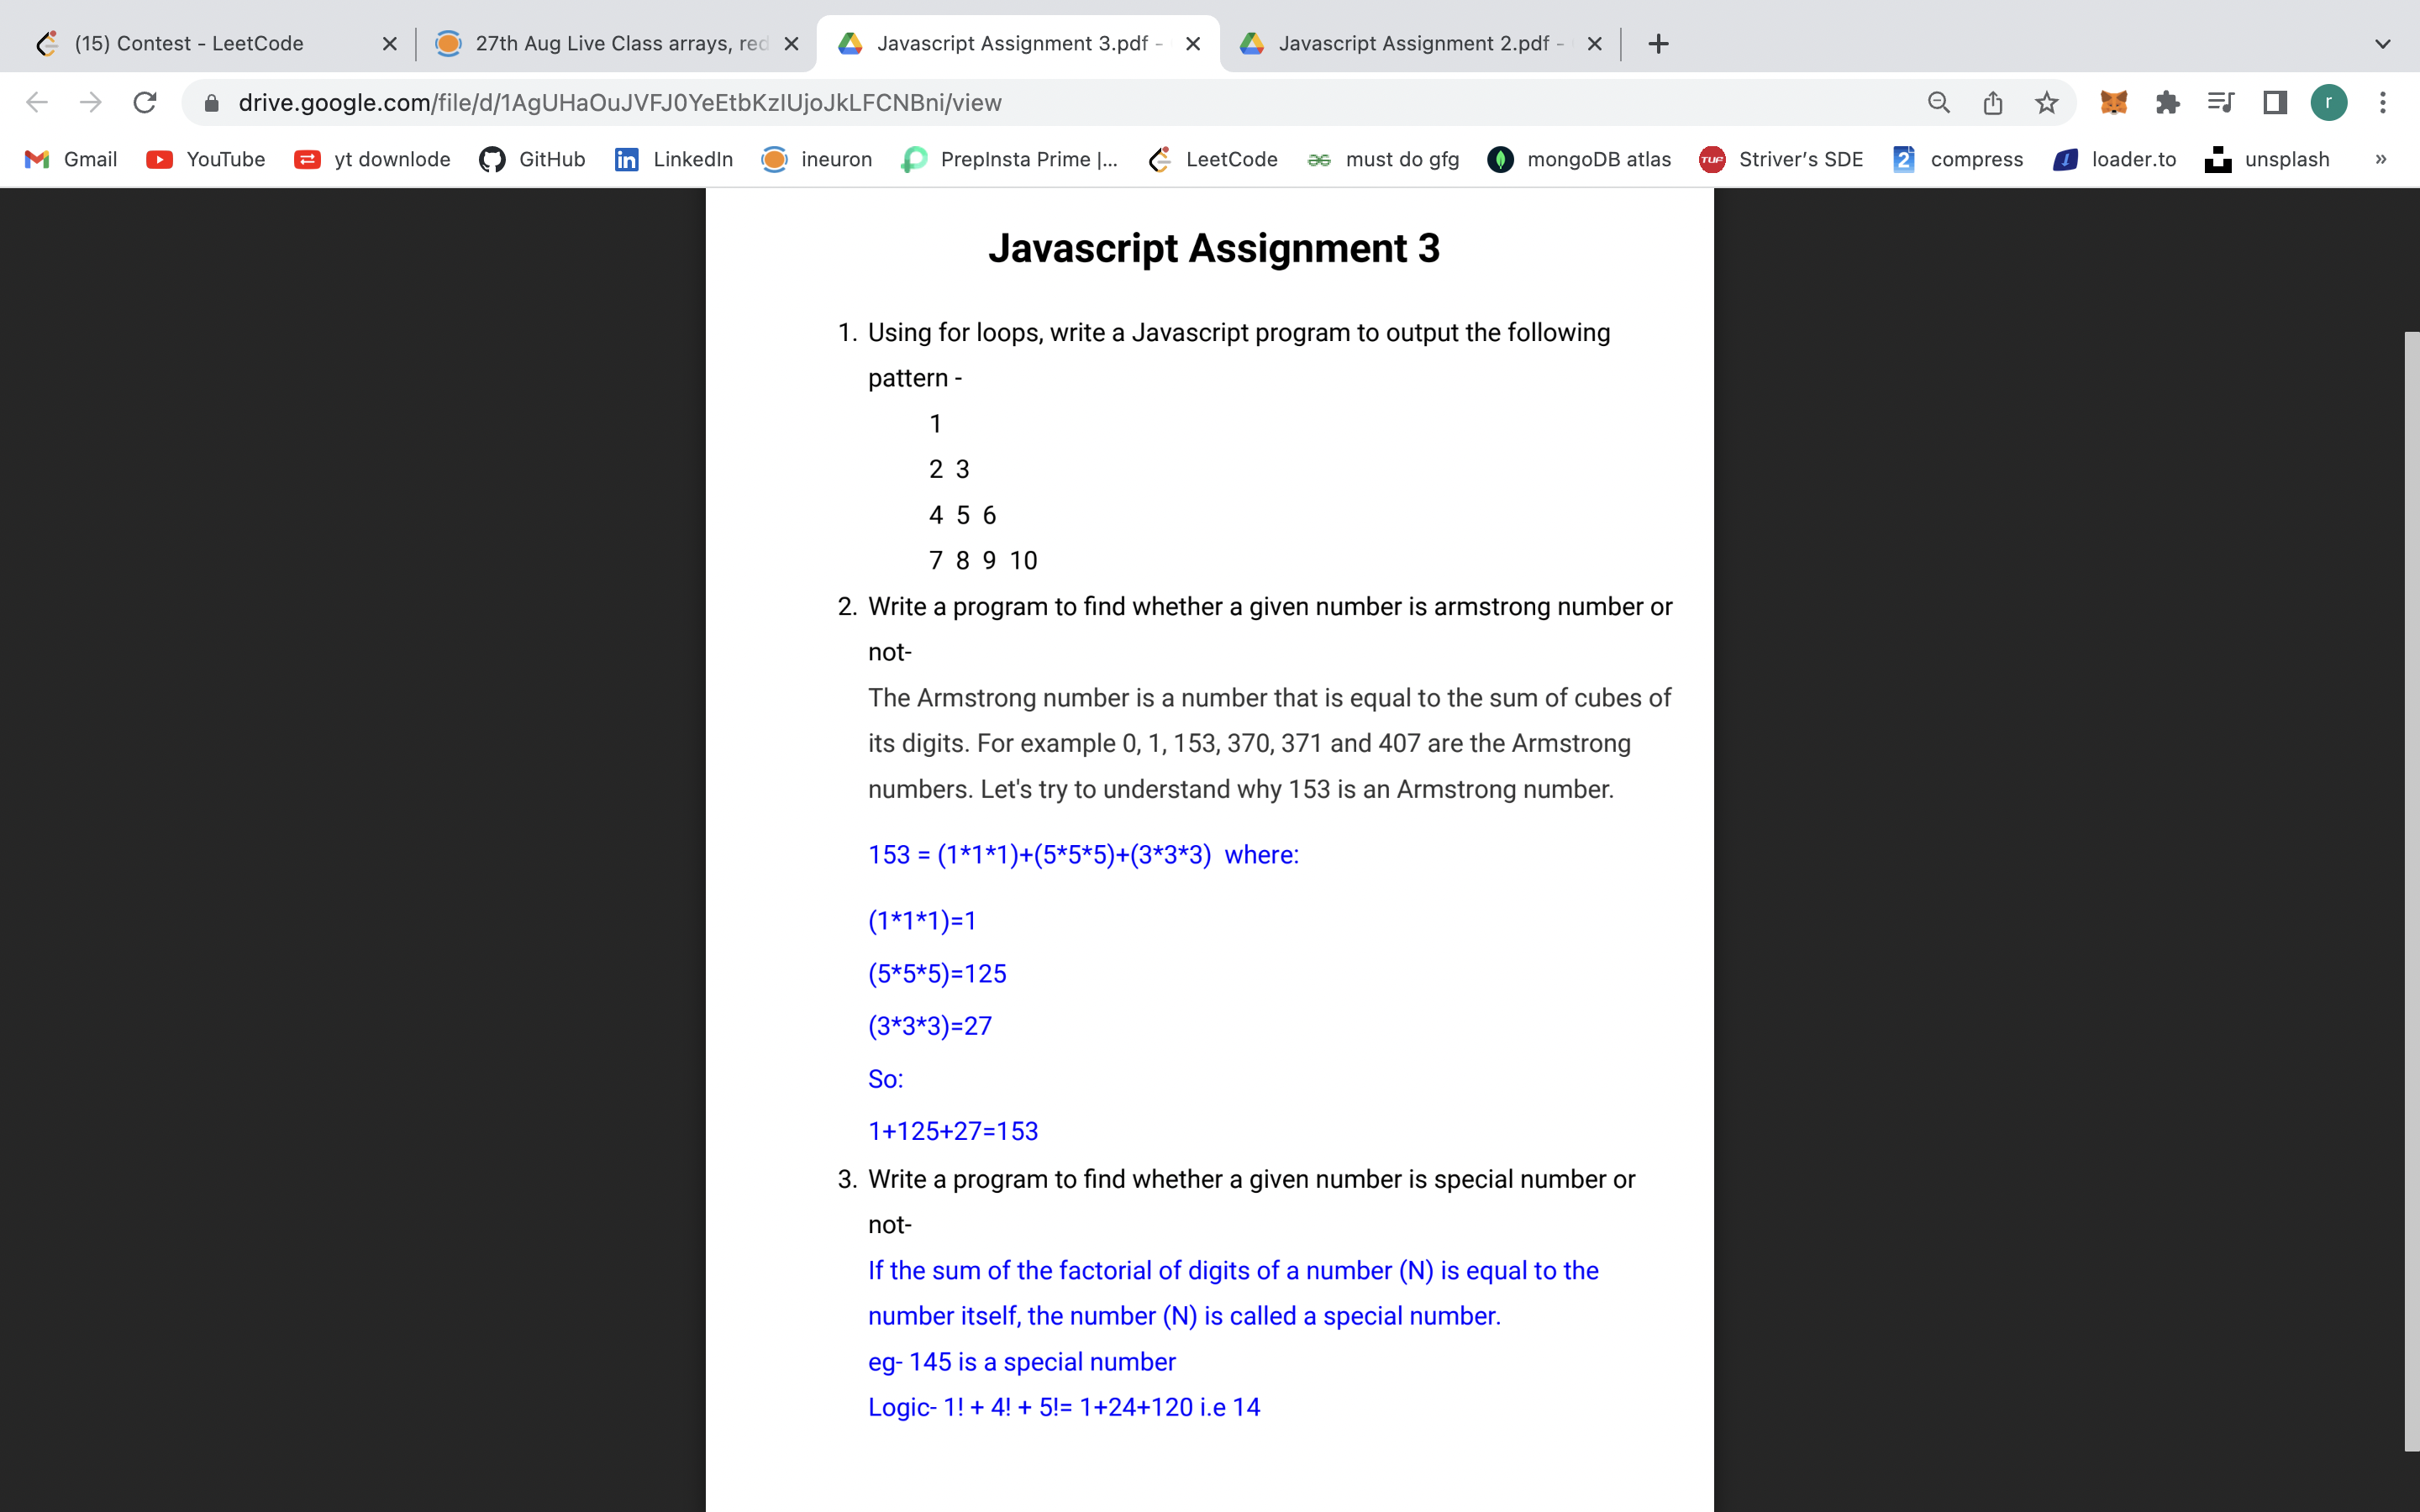 (15) Contest - LeetCode
27th Aug Live Class arrays, red
Javascript Assignment 3.pdf -
Javascript Assignment 2.pdf -
drive.google.com/file/d/1AgUHaOuJVFJ0YeEtbKzIUjoJkLFCNBni/view
r
Gmail YouTube yt downlode GitHub LinkedIn ineuron PrepInsta Prime |... LeetCode must do gfg mongoDB atlas TUF Striver's SDE compress loader.to unsplash »
Javascript Assignment 3
1. Using for loops, write a Javascript program to output the following
pattern -
1
2 3
4 5 6
7 8 9 10
2. Write a program to find whether a given number is armstrong number or
not-
The Armstrong number is a number that is equal to the sum of cubes of
its digits. For example 0, 1, 153, 370, 371 and 407 are the Armstrong
numbers. Let's try to understand why 153 is an Armstrong number.
153 = (1*1*1)+(5*5*5)+(3*3*3) where:
(1*1*1)=1
(5*5*5)=125
(3*3*3)=27
So:
1+125+27=153
3. Write a program to find whether a given number is special number or
not-
If the sum of the factorial of digits of a number (N) is equal to the
number itself, the number (N) is called a special number.
eg- 145 is a special number
Logic- 1! + 4! + 5!= 1+24+120 i.e 14